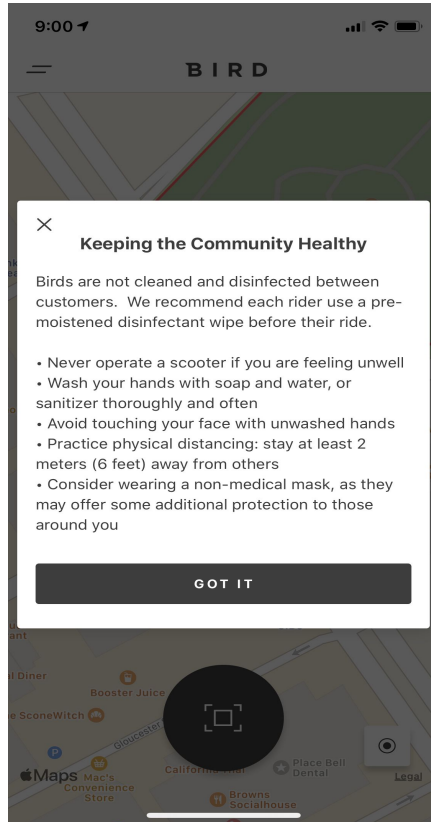 9:00
BIRD
Keeping the Community Healthy
Birds are not cleaned and disinfected between
customers.  We recommend each rider use a pre-
moistened disinfectant wipe before their ride.
• Never operate a scooter if you are feeling unwell
• Wash your hands with soap and water, or
sanitizer thoroughly and often
• Avoid touching your face with unwashed hands
• Practice physical distancing: stay at least 2
meters (6 feet) away from others
• Consider wearing a non-medical mask, as they
may offer some additional protection to those
around you
GOT IT
ant
l Diner
Booster Juice
e SconeWitch
Gloucester
P
Maps
Mac's
Convenience
Store
California Thai
Place Bell
Dental
Legal
Browns
Socialhouse